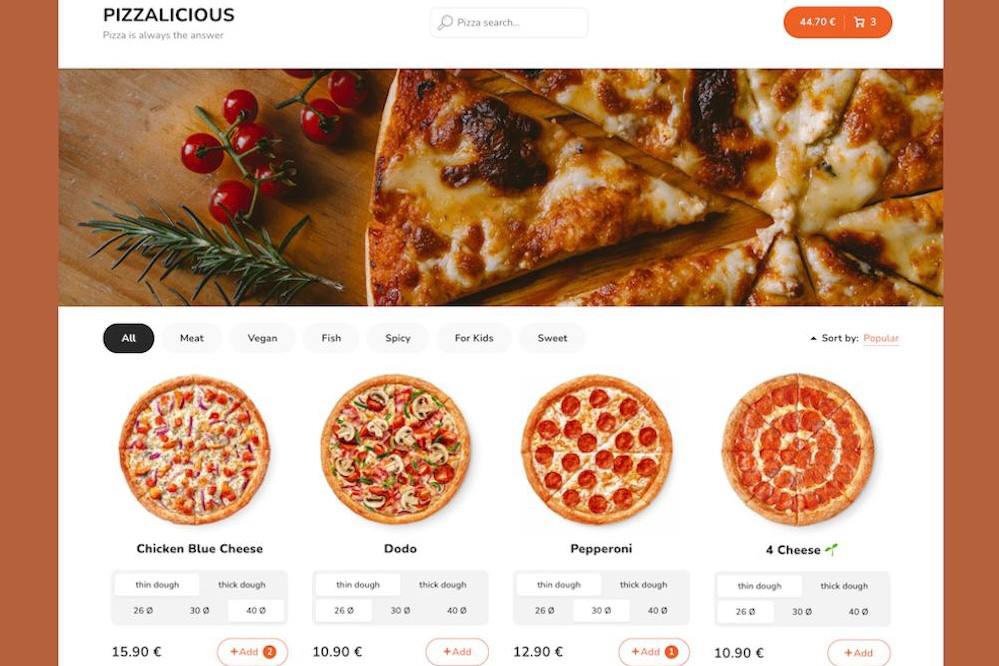 PIZZALICIOUS
Pizza is always the answer
Pizza search...
44.70 € 3
All Meat Vegan Fish Spicy For Kids Sweet
Sort by: Popular
Chicken Blue Cheese Dodo Pepperoni 4 Cheese
thin dough thick dough thin dough thick dough thin dough thick dough thin dough thick dough
26 Ø 30 Ø 40 Ø 26 Ø 30 Ø 40 Ø 26 Ø 30 Ø 40 Ø 26 Ø 30 Ø 40 Ø
15.90 € +Add 2 10.90 € +Add 12.90 € +Add 1 10.90 € +Add